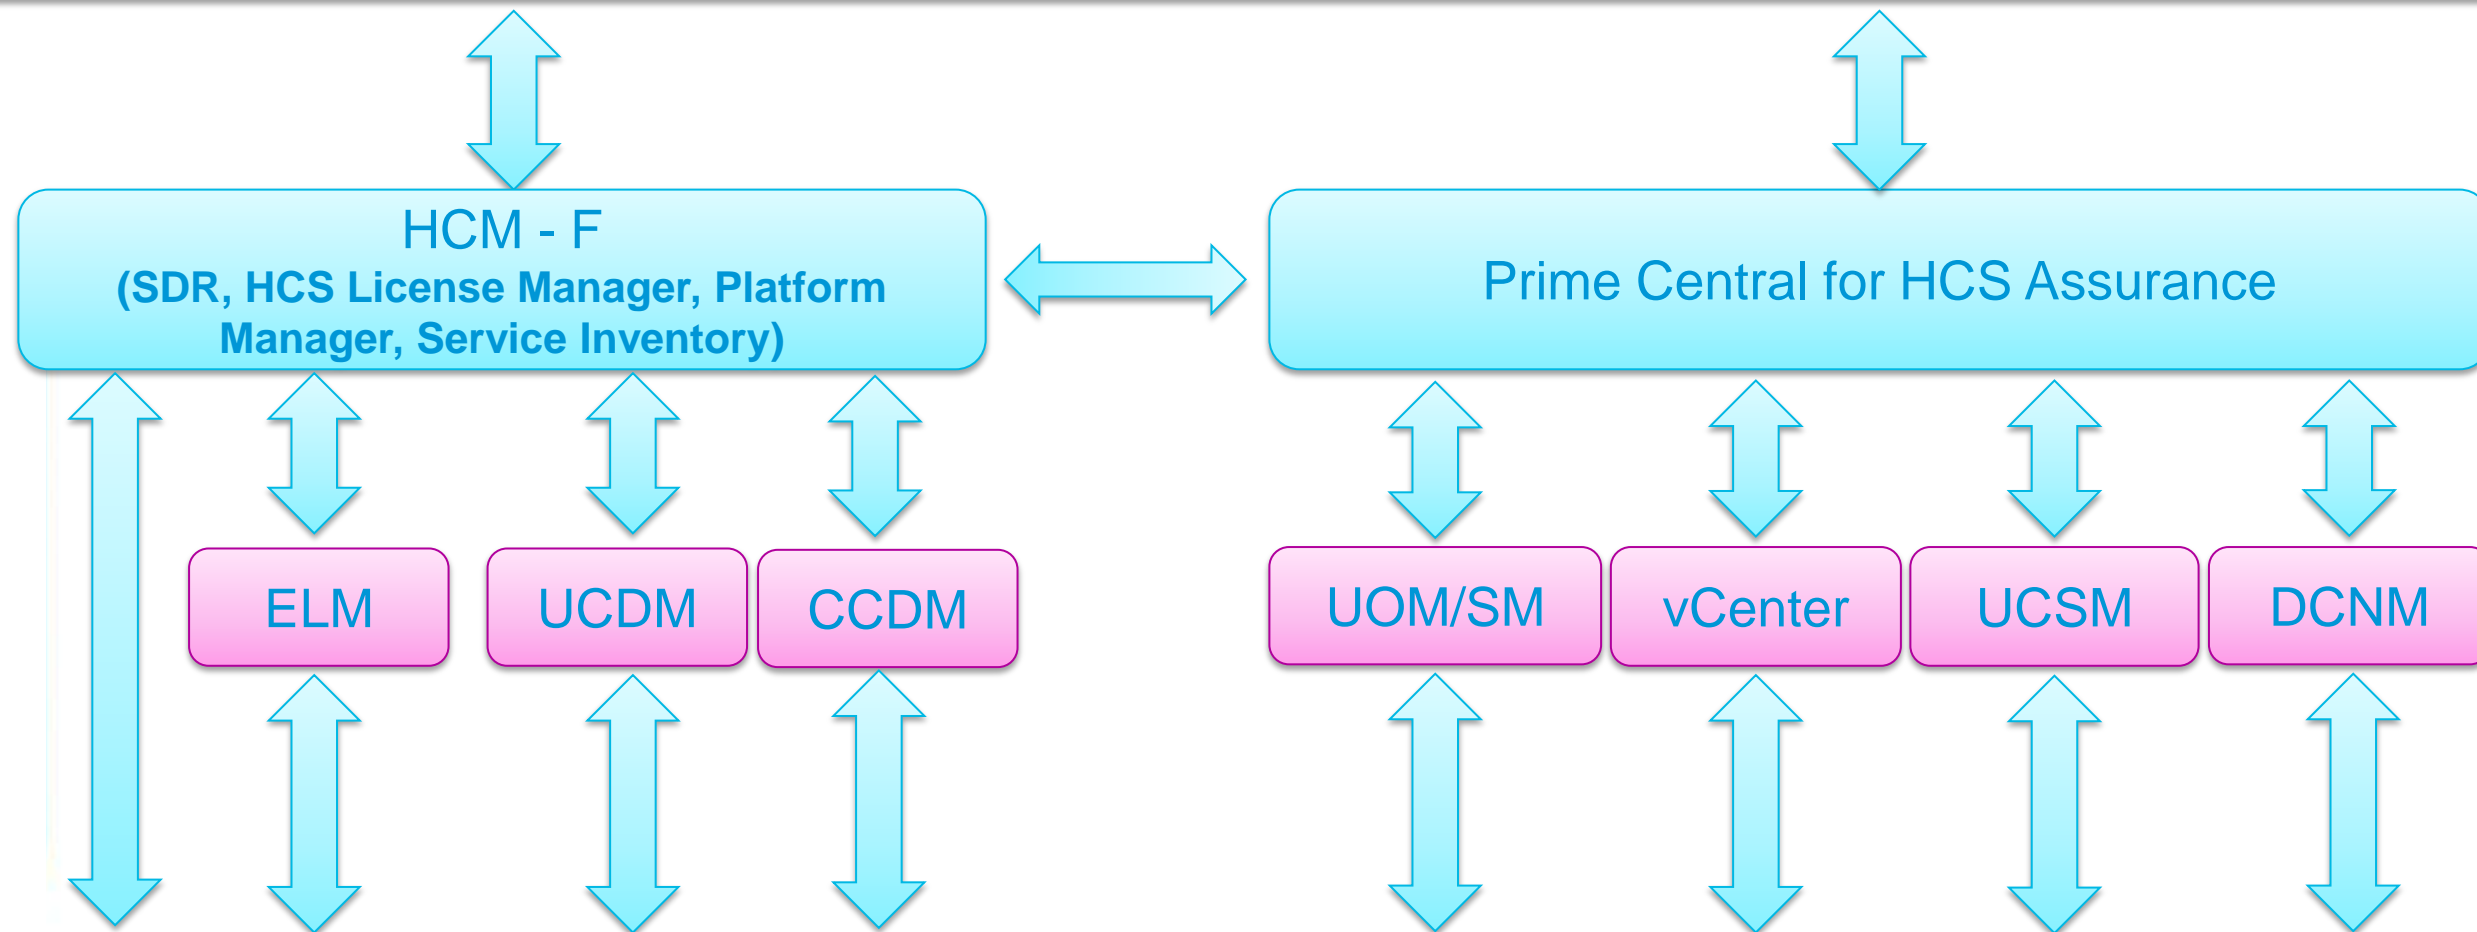 HCM - F
(SDR, HCS License Manager, Platform
Manager, Service Inventory)
Prime Central for HCS Assurance
ELM
UCDM
CCDM
UOM/SM
vCenter
UCSM
DCNM